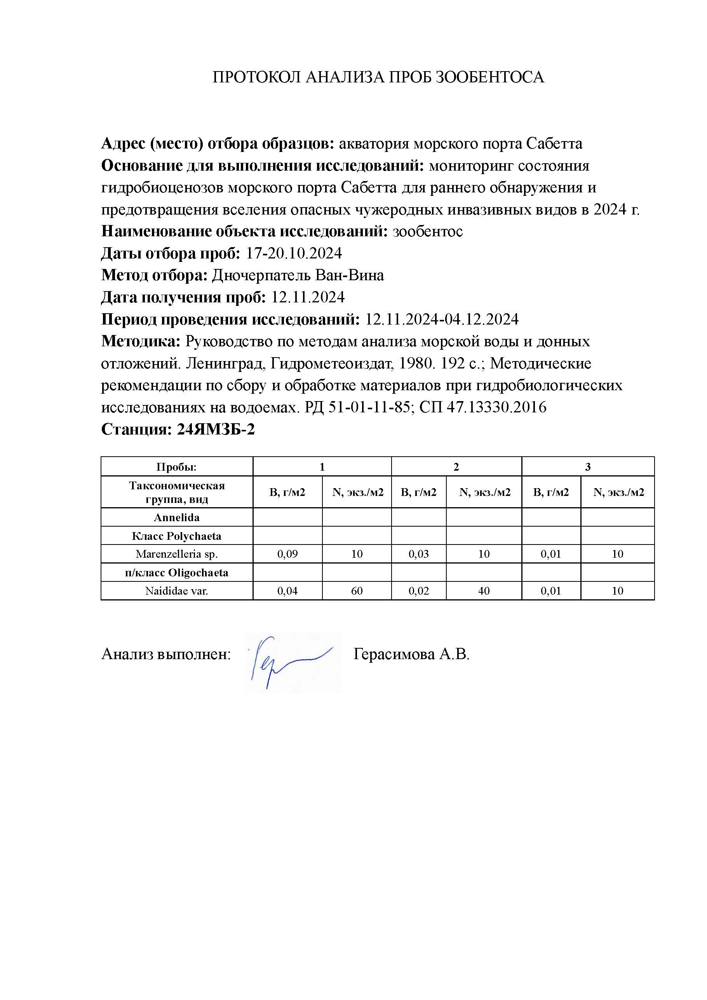 ПРОТОКОЛ АНАЛИЗА ПРОБ ЗООБЕНТОСА
Адрес (место) отбора образцов: акватория морского порта Сабетта
Основание для выполнения исследований: мониторинг состояния
гидробиоценозов морского порта Сабетта для раннего обнаружения и
предотвращения вселения опасных чужеродных инвазивных видов в 2024 г.
Наименование объекта исследований: зообентос
Даты отбора проб: 17-20.10.2024
Метод отбора: Дночерпатель Ван-Вина
Дата получения проб: 12.11.2024
Период проведения исследований: 12.11.2024-04.12.2024
Методика: Руководство по методам анализа морской воды и донных
отложений. Ленинград, Гидрометеоиздат, 1980. 192 с.; Методические
рекомендации по сбору и обработке материалов при гидробиологических
исследованиях на водоемах. РД 51-01-11-85; СП 47.13330.2016
Станция: 24ЯМЗБ-2
Пробы: 1 2 3
Таксономическая
группа, вид B, г/м2 N, экз./м2 B, г/м2 N, экз./м2 B, г/м2 N, экз./м2
Annelida
Класс Polychaeta
Marenzelleria sp. 0,09 10 0,03 10 0,01 10
п/класс Oligochaeta
Naididae var. 0,04 60 0,02 40 0,01 10
Анализ выполнен: Герасимова А.В.